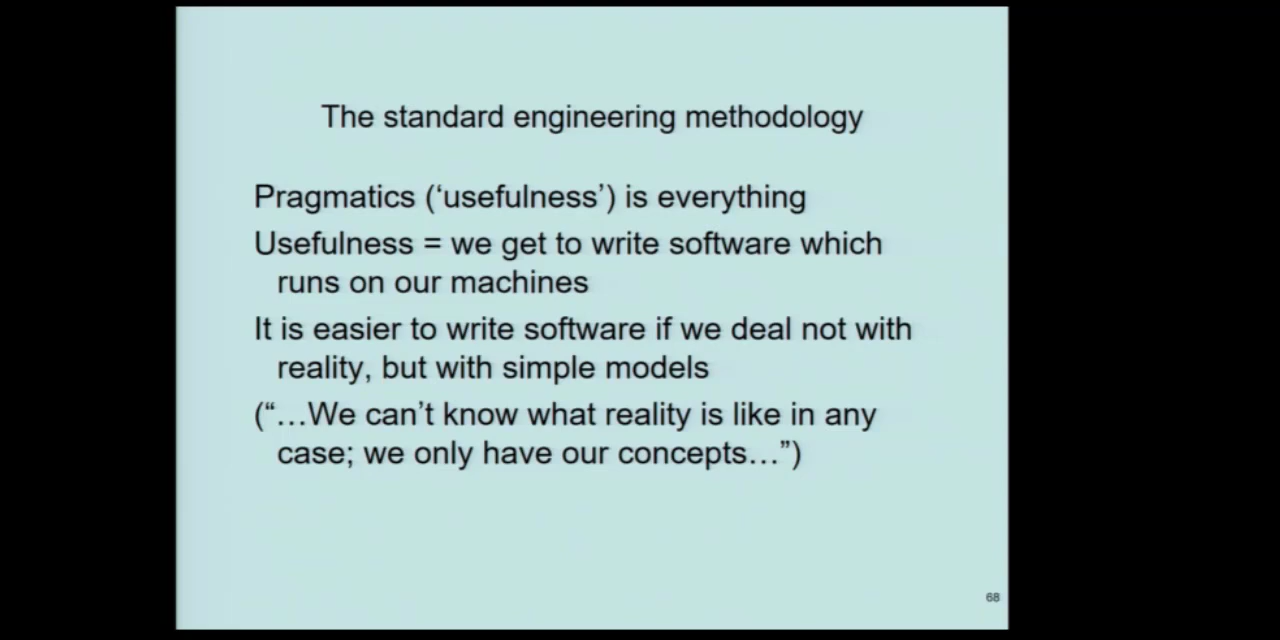 The standard engineering methodology
Pragmatics (‘usefulness’) is everything
Usefulness = we get to write software which
runs on our machines
It is easier to write software if we deal not with
reality, but with simple models
(“…We can’t know what reality is like in any
case; we only have our concepts…”)
68